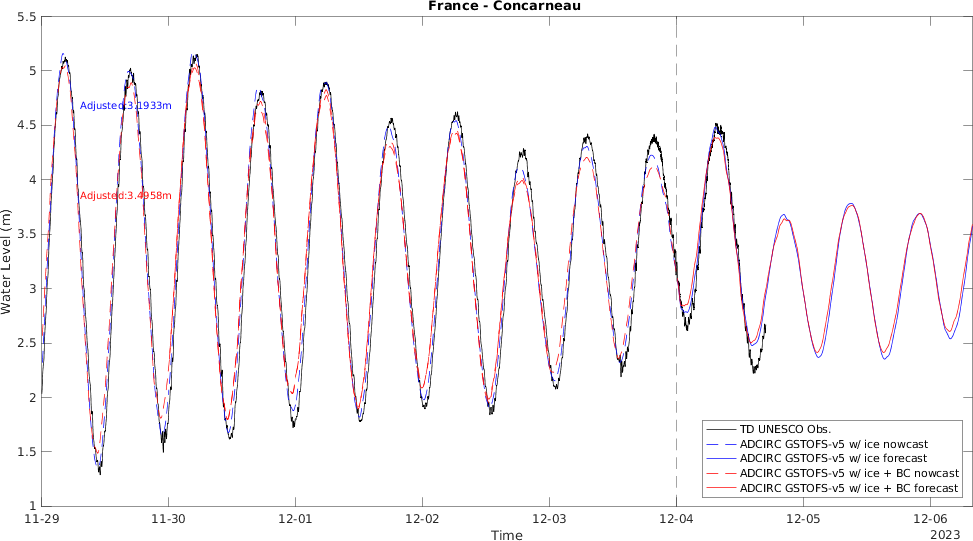 France - Concarneau
5.5
5
4.5
4
3.5
3
2.5
2
1.5
1
Water Level (m)
Adjusted:3.1933m
Adjusted:3.4958m
TD UNESCO Obs.
ADCIRC GSTOFS-v5 w/ ice nowcast
ADCIRC GSTOFS-v5 w/ ice forecast
ADCIRC GSTOFS-v5 w/ ice + BC nowcast
ADCIRC GSTOFS-v5 w/ ice + BC forecast
11-29 11-30 12-01 12-02 12-03 12-04 12-05 12-06
Time
2023